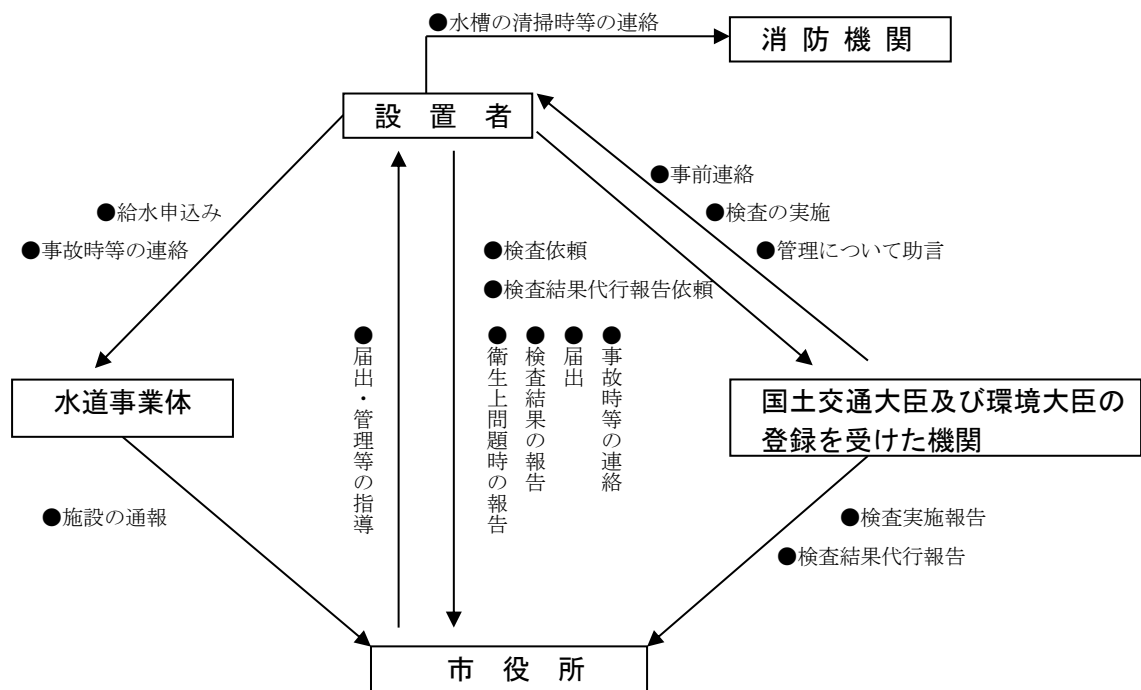 ●水槽の清掃時等の連絡
消防機関
設置者
●事前連絡
●検査の実施
●管理について助言
●給水申込み
●事故時等の連絡
●検査依頼
●検査結果代行報告依頼
●事故時等の連絡
●届出
●検査結果の報告
●衛生上問題時の報告
●届出・管理等の指導
水道事業体
国土交通大臣及び環境大臣の
登録を受けた機関
●施設の通報
●検査実施報告
●検査結果代行報告
市役所